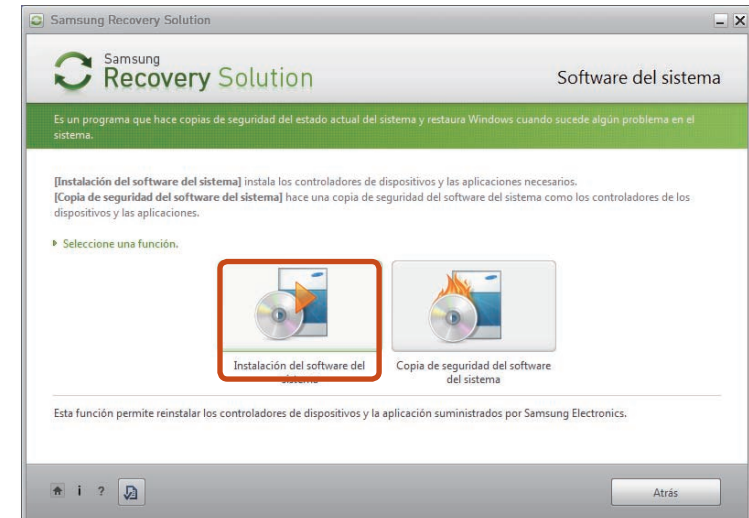 Samsung Recovery Solution
Samsung
Recovery Solution
Software del sistema
Es un programa que hace copias de seguridad del estado actual del sistema y restaura Windows cuando sucede algún problema en el
sistema.
[Instalación del software del sistema] instala los controladores de dispositivos y las aplicaciones necesarios.
[Copia de seguridad del software del sistema] hace una copia de seguridad del software del sistema como los controladores de los
dispositivos y las aplicaciones.
Seleccione una función.
Instalación del software del
sistema
Copia de seguridad del software
del sistema
Esta función permite reinstalar los controladores de dispositivos y la aplicación suministrados por Samsung Electronics.
i ?
Atrás